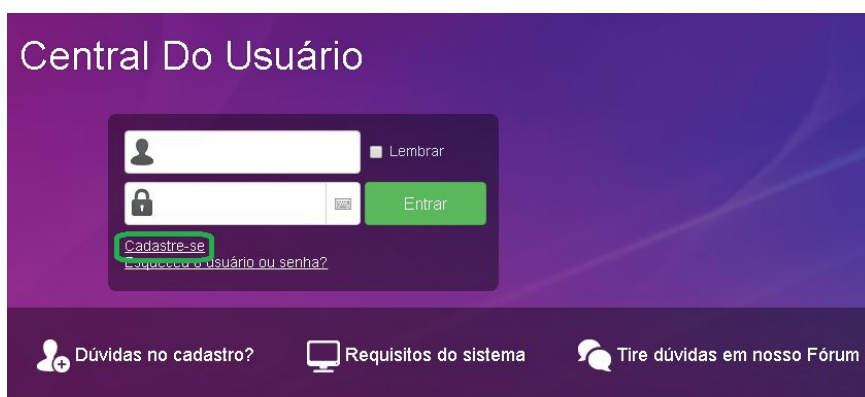 Central Do Usuário
Lembrar
Entrar
Cadastre-se
Esqueceu o usuário ou senha?
Dúvidas no cadastro?
Requisitos do sistema
Tire dúvidas em nosso Fórum